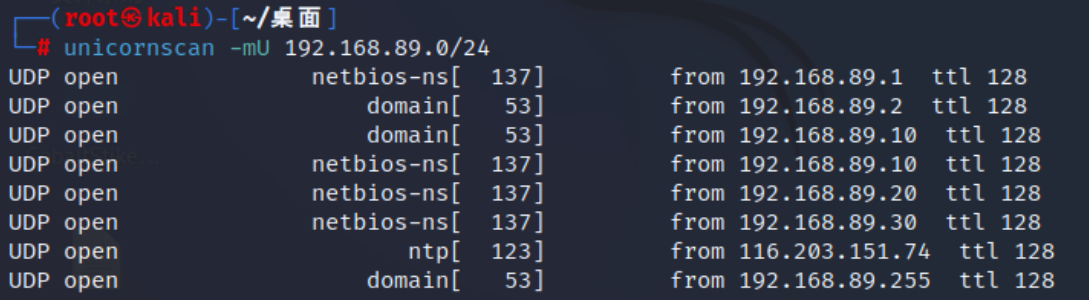 ┌──(root㉿kali)-[~/桌面]
└─# unicornscan -mU 192.168.89.0/24
UDP open netbios-ns[ 137] from 192.168.89.1 ttl 128
UDP open domain[ 53] from 192.168.89.2 ttl 128
UDP open domain[ 53] from 192.168.89.10 ttl 128
UDP open netbios-ns[ 137] from 192.168.89.10 ttl 128
UDP open netbios-ns[ 137] from 192.168.89.20 ttl 128
UDP open netbios-ns[ 137] from 192.168.89.30 ttl 128
UDP open ntp[ 123] from 116.203.151.74 ttl 128
UDP open domain[ 53] from 192.168.89.255 ttl 128